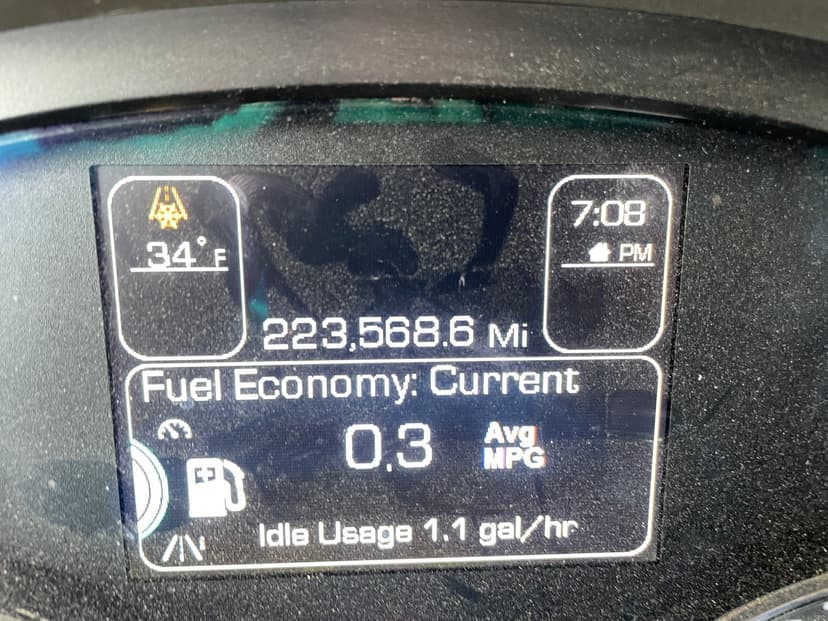 34°F
7:08
PM
223,568.6 Mi
Fuel Economy: Current
0.3 Avg
MPG
Idle Usage 1.1 gal/hr